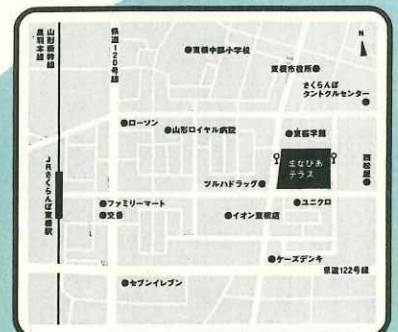 山形新幹線
奥羽本線
県道120号線
N
●東根中部小学校
東根市役所●
さくらんぼ
タントクルセンター
●
●ローソン
●山形ロイヤル病院
●東桜学館
まなびあ
テラス
西松屋●
JRさくらんぼ東根駅
ツルハドラッグ●
●ファミリーマート
●交番
●イオン東根店
●ユニクロ
●ケーズデンキ
県道122号線
●セブンイレブン